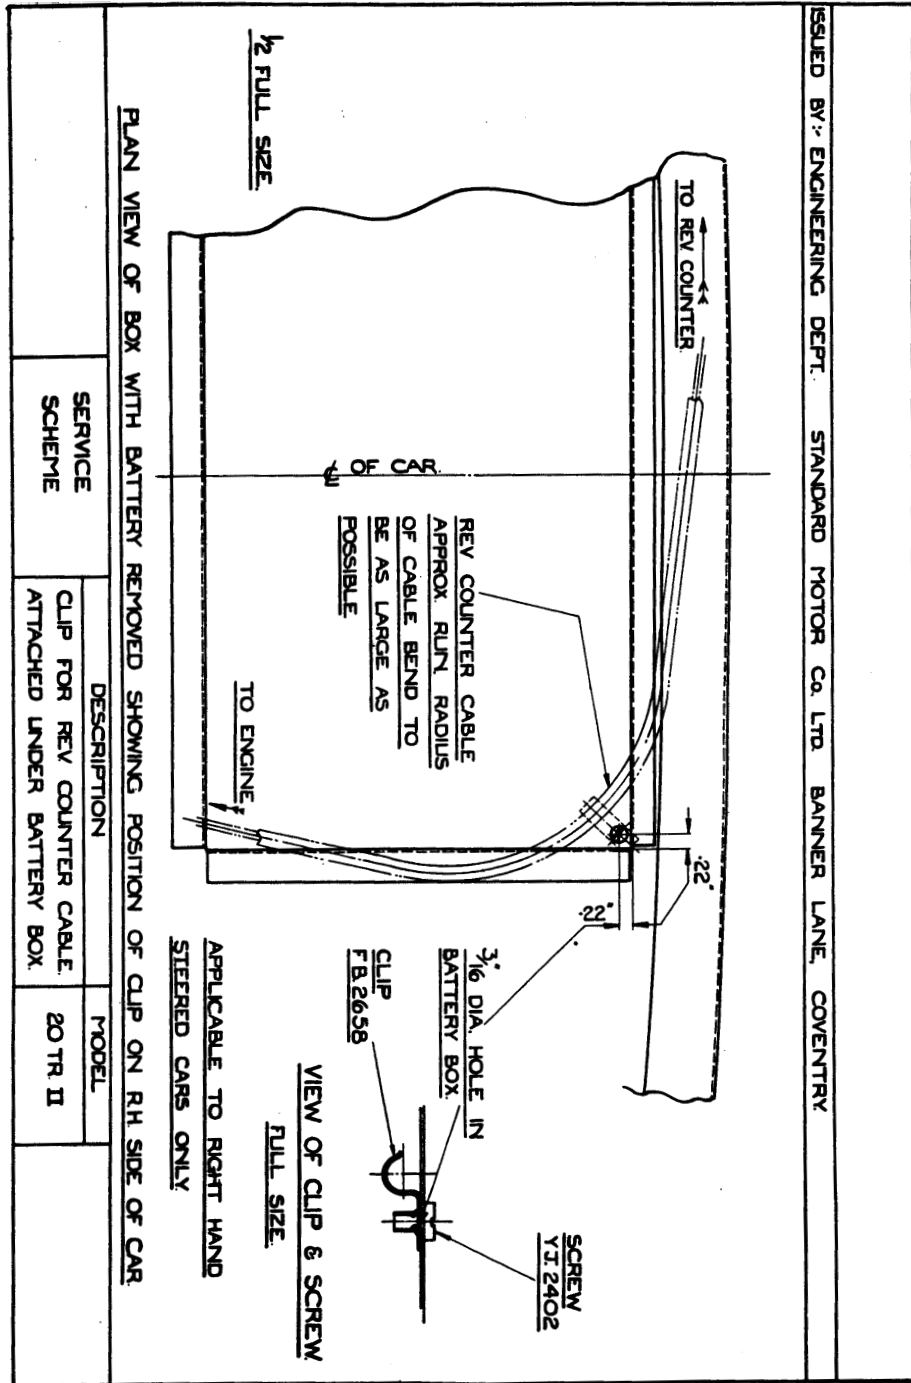 ISSUED BY:- ENGINEERING DEPT. STANDARD MOTOR Co. LTD. BANNER LANE, COVENTRY.
TO REV. COUNTER.
.22"
.22"
3/16" DIA. HOLE IN
BATTERY BOX.
SCREW
YJ. 2402
CLIP
F.B. 2658
REV COUNTER CABLE
APPROX. RUN, RADIUS
OF CABLE BEND TO
BE AS LARGE AS
POSSIBLE.
℄ OF CAR.
TO ENGINE.
VIEW OF CLIP & SCREW.
FULL SIZE.
½ FULL SIZE.
APPLICABLE TO RIGHT HAND
STEERED CARS ONLY.
PLAN VIEW OF BOX WITH BATTERY REMOVED SHOWING POSITION OF CLIP ON R.H. SIDE OF CAR.
SERVICE
SCHEME
DESCRIPTION
CLIP FOR REV. COUNTER CABLE.
ATTACHED UNDER BATTERY BOX.
MODEL
20 TR II